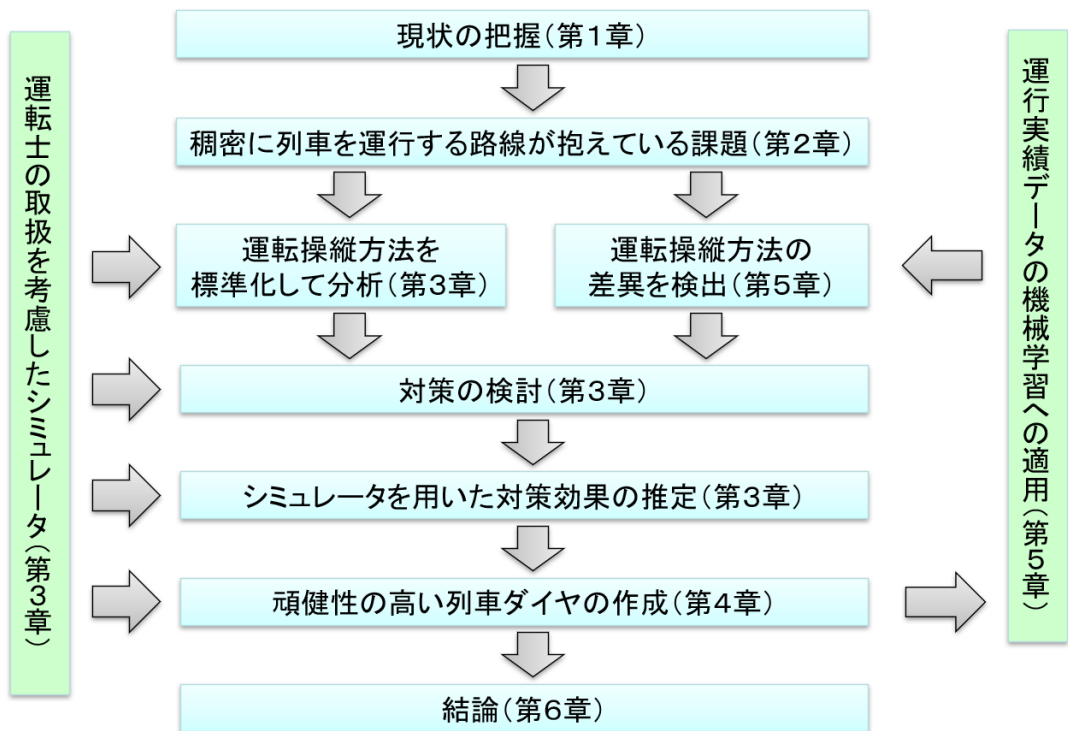 現状の把握(第1章)
稠密に列車を運行する路線が抱えている課題(第2章)
運転士の取扱を考慮したシミュレータ(第3章)
運転操縦方法を
標準化して分析(第3章)
運転操縦方法の
差異を検出(第5章)
運行実績データの機械学習への適用(第5章)
対策の検討(第3章)
シミュレータを用いた対策効果の推定(第3章)
頑健性の高い列車ダイヤの作成(第4章)
結論(第6章)